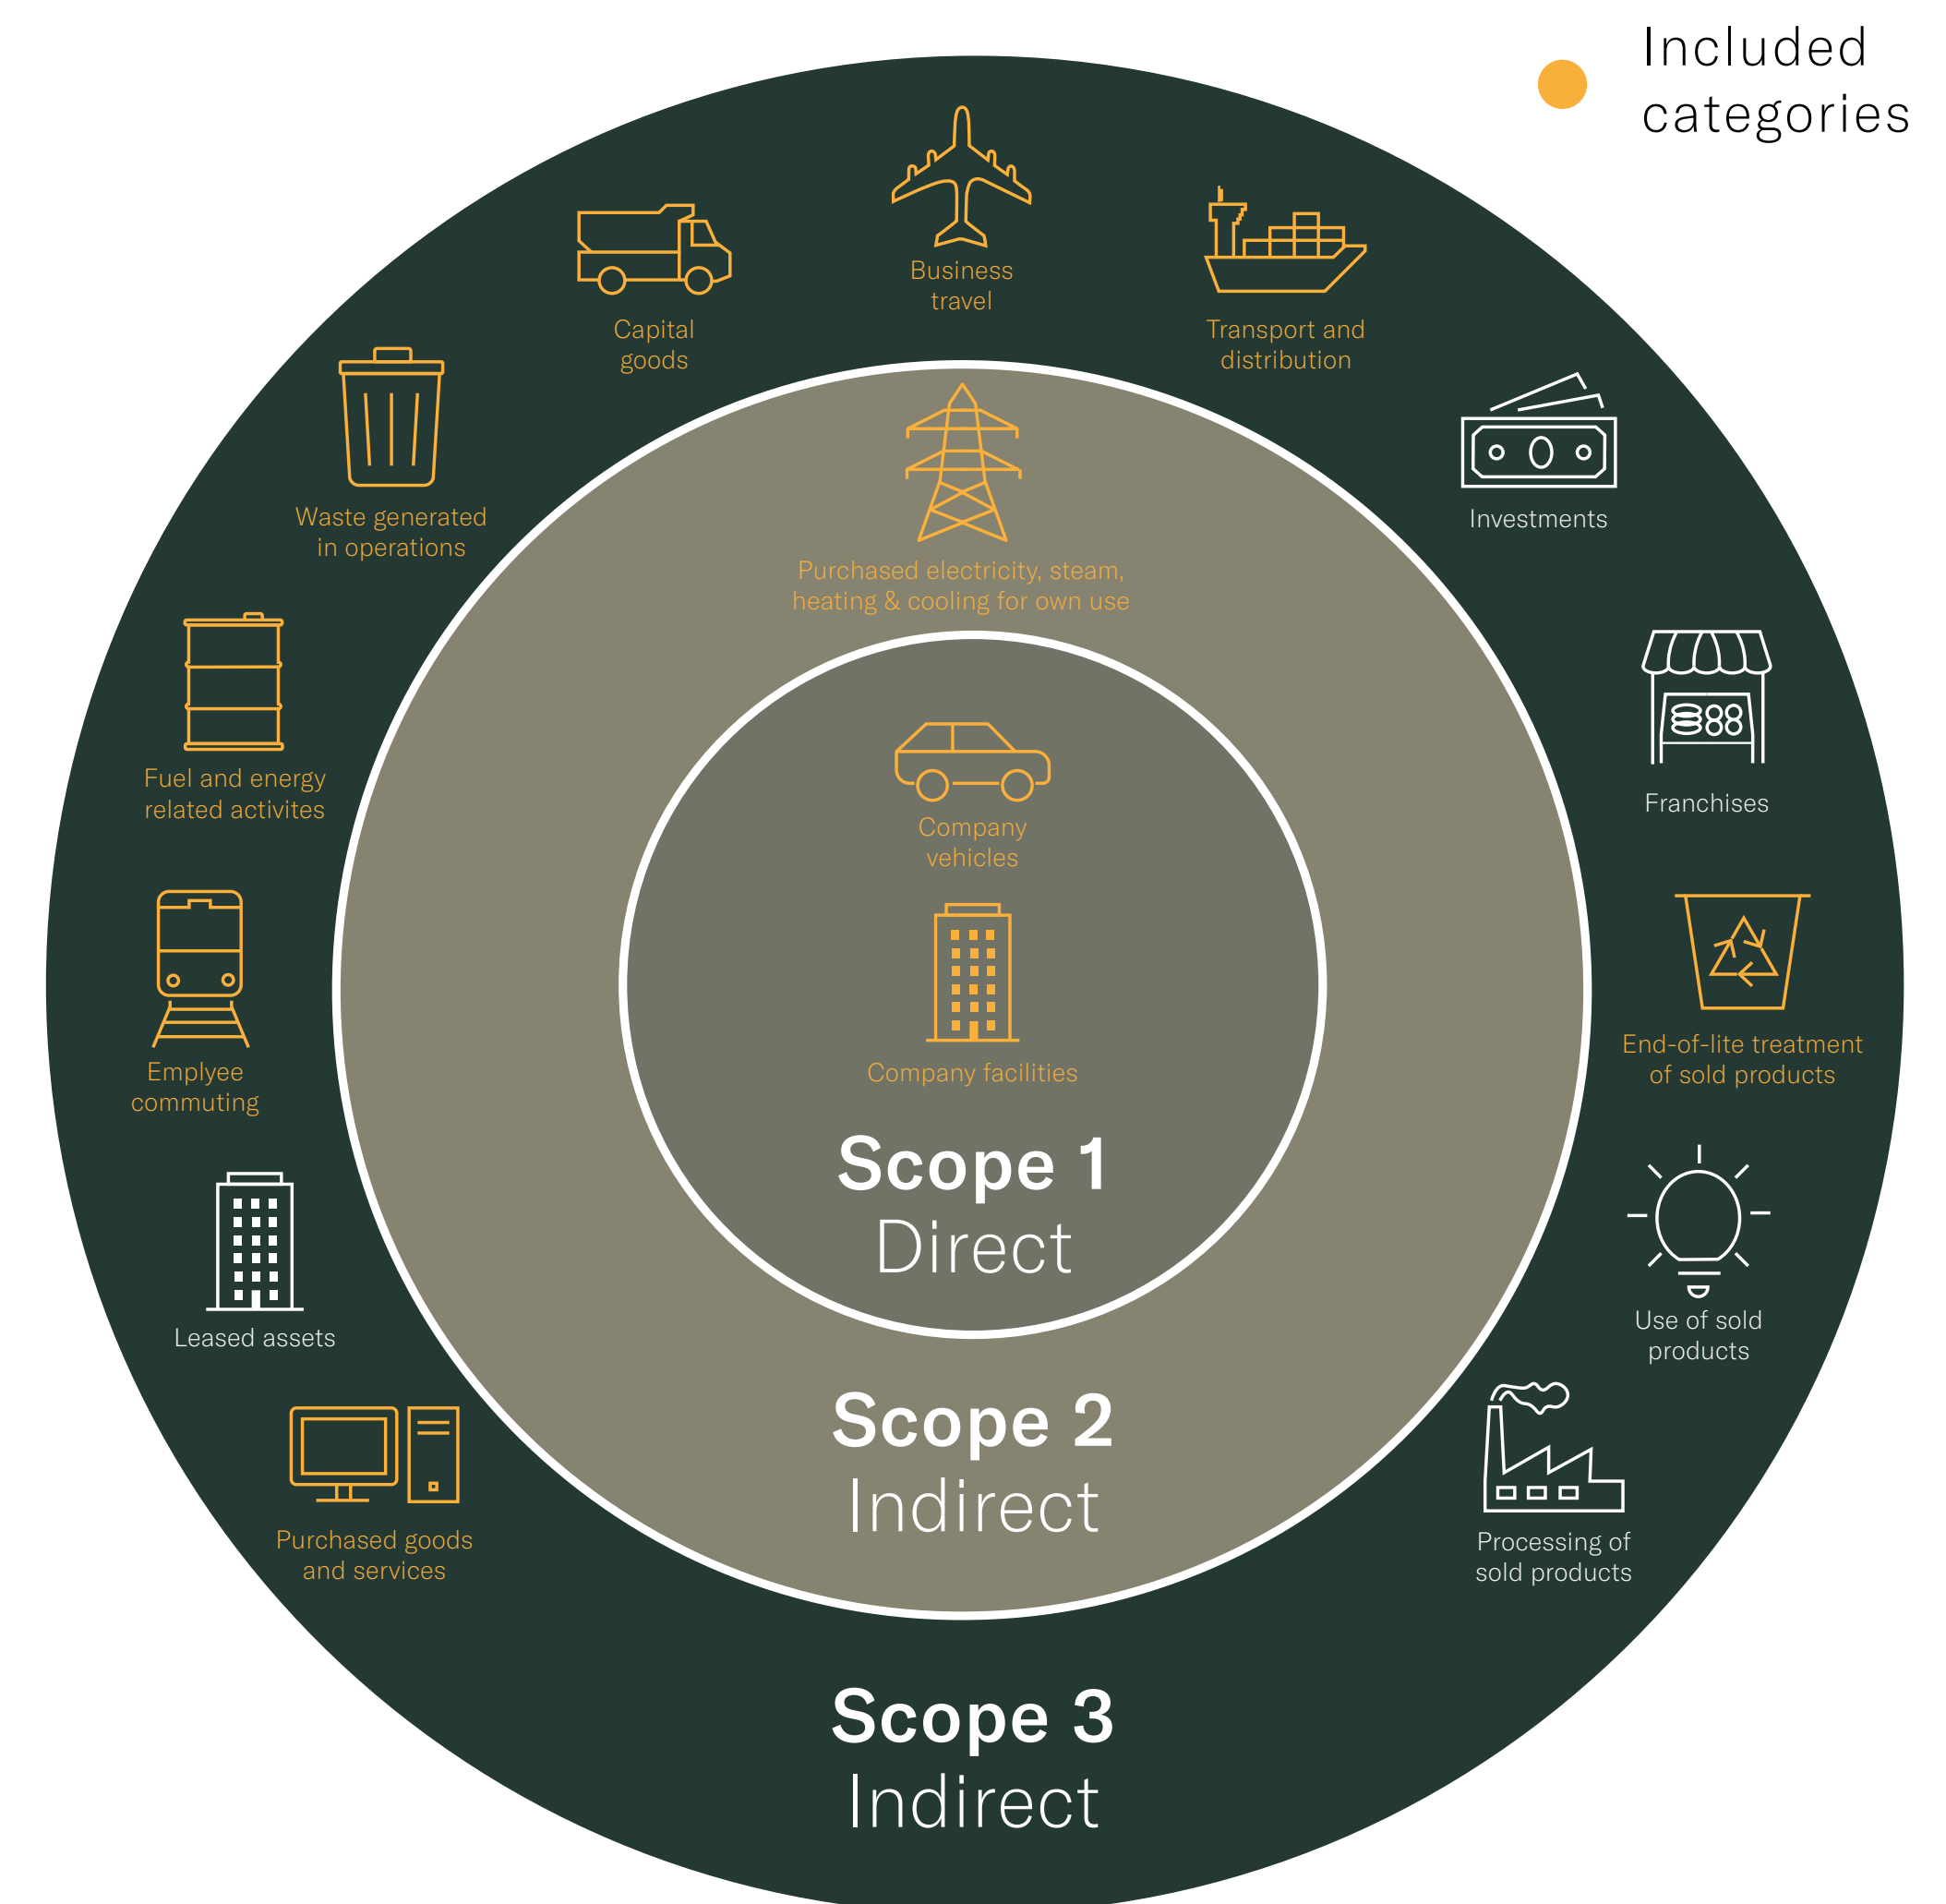 Included
categories
Business
travel
Capital
goods
Transport and
distribution
Waste generated
in operations
Investments
Purchased electricity, steam,
heating & cooling for own use
Fuel and energy
related activites
Franchises
Company
vehicles
Emplyee
commuting
Company facilities
End-of-lite treatment
of sold products
Scope 1
Direct
Leased assets
Use of sold
products
Scope 2
Indirect
Purchased goods
and services
Processing of
sold products
Scope 3
Indirect